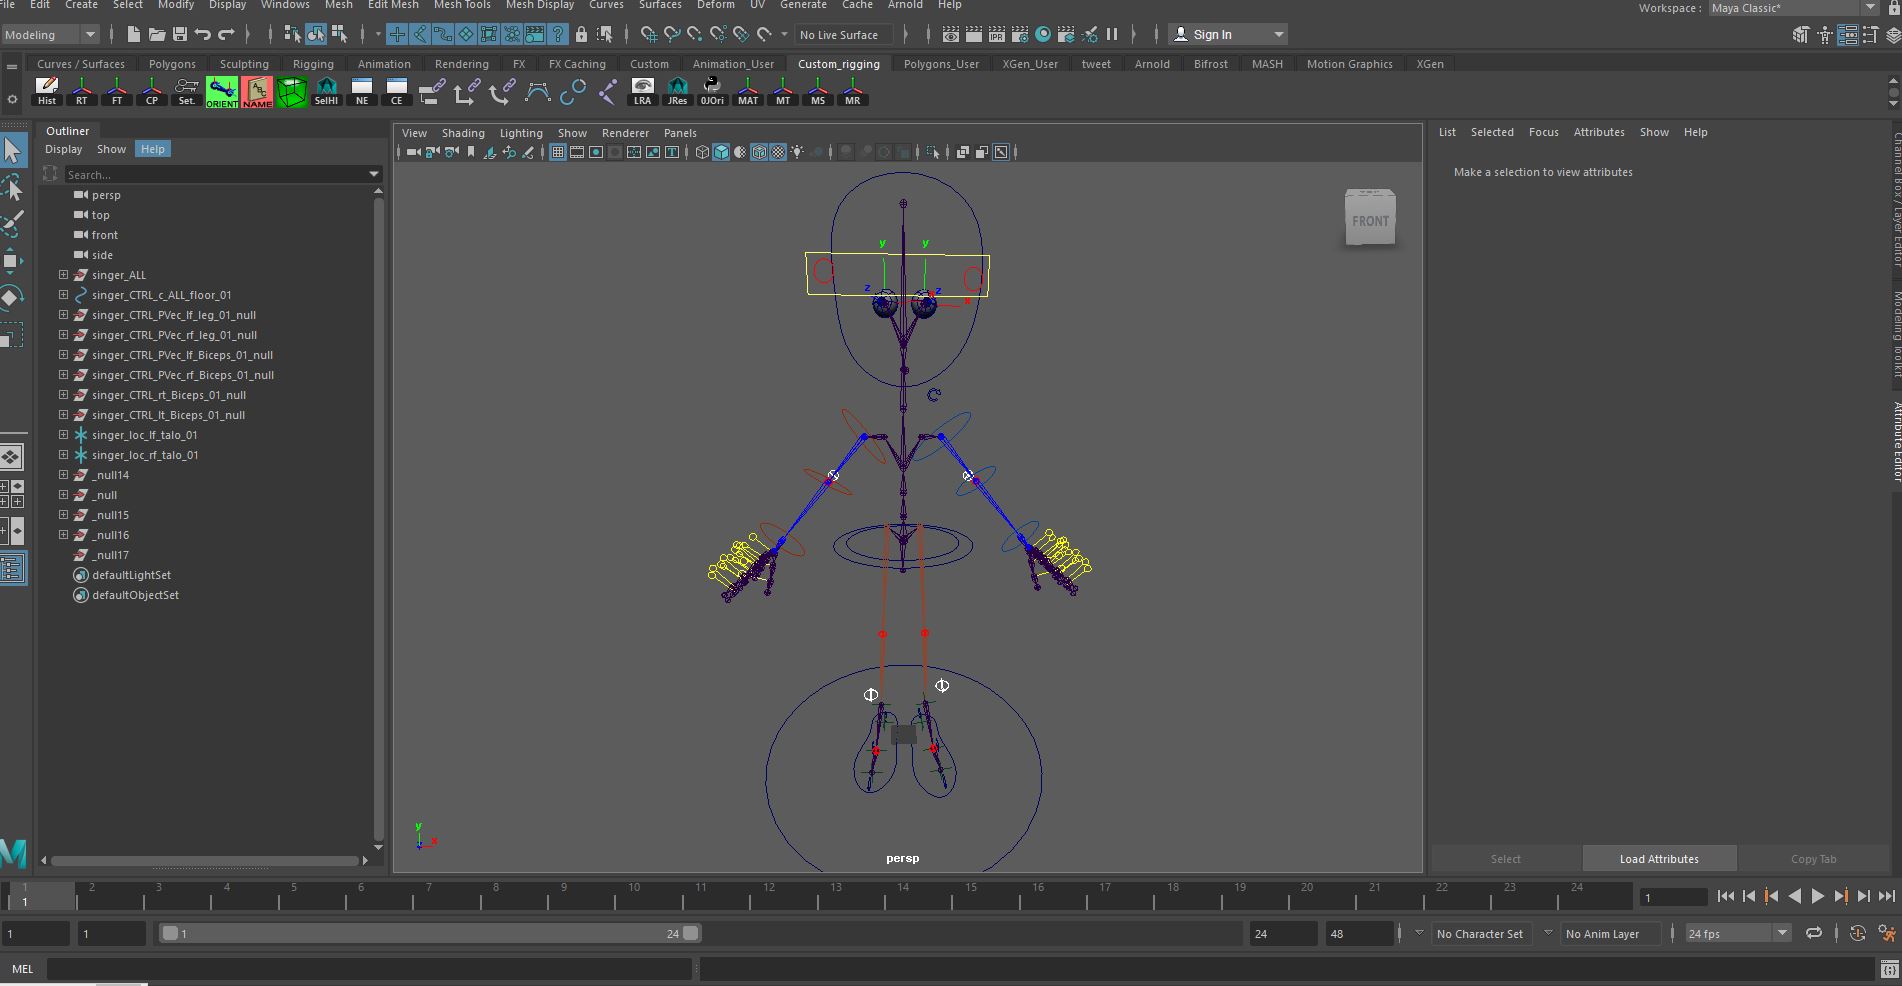 File Edit Create Select Modify Display Windows Mesh Edit Mesh Mesh Tools Mesh Display Curves Surfaces Deform UV Generate Cache Arnold Help
Workspace : Maya Classic*
Modeling
No Live Surface
Sign In
IPR
Curves / Surfaces Polygons Sculpting Rigging Animation Rendering FX FX Caching Custom Animation_User Custom_rigging Polygons_User XGen_User tweet Arnold Bifrost MASH Motion Graphics XGen
Hist RT FT CP Set. ORIENT NAME SelHI NE CE LRA JRes 0JOri MAT MT MS MR
Outliner
Display Show Help
Search...
persp
top
front
side
singer_ALL
singer_CTRL_c_ALL_floor_01
singer_CTRL_PVec_lf_leg_01_null
singer_CTRL_PVec_rf_leg_01_null
singer_CTRL_PVec_lf_Biceps_01_null
singer_CTRL_PVec_rf_Biceps_01_null
singer_CTRL_rt_Biceps_01_null
singer_CTRL_lt_Biceps_01_null
singer_loc_lf_talo_01
singer_loc_rf_talo_01
_null14
_null
_null15
_null16
_null17
defaultLightSet
defaultObjectSet
View Shading Lighting Show Renderer Panels
FRONT
y y
z z x
y
x
persp
List Selected Focus Attributes Show Help
Make a selection to view attributes
Channel Box / Layer Editor
Modeling Toolkit
Attribute Editor
Select Load Attributes Copy Tab
1 2 3 4 5 6 7 8 9 10 11 12 13 14 15 16 17 18 19 20 21 22 23 24
1
1
1 1 1 24 24 48 No Character Set No Anim Layer 24 fps
MEL